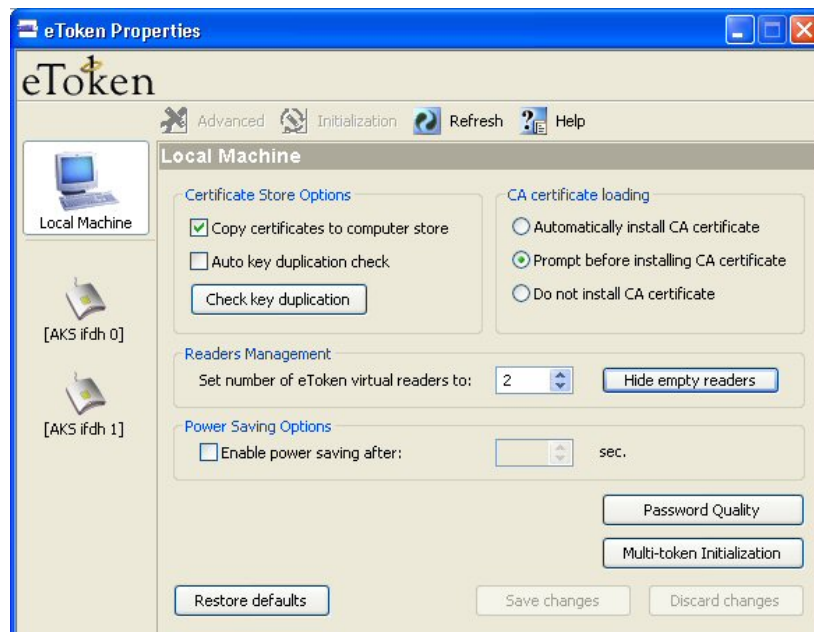 eToken Properties
eToken
Advanced Initialization Refresh Help
Local Machine
Local Machine
Certificate Store Options
Copy certificates to computer store
Auto key duplication check
Check key duplication
CA certificate loading
Automatically install CA certificate
Prompt before installing CA certificate
Do not install CA certificate
[AKS ifdh 0]
[AKS ifdh 1]
Readers Management
Set number of eToken virtual readers to: 2 Hide empty readers
Power Saving Options
Enable power saving after: sec.
Password Quality
Multi-token Initialization
Restore defaults Save changes Discard changes